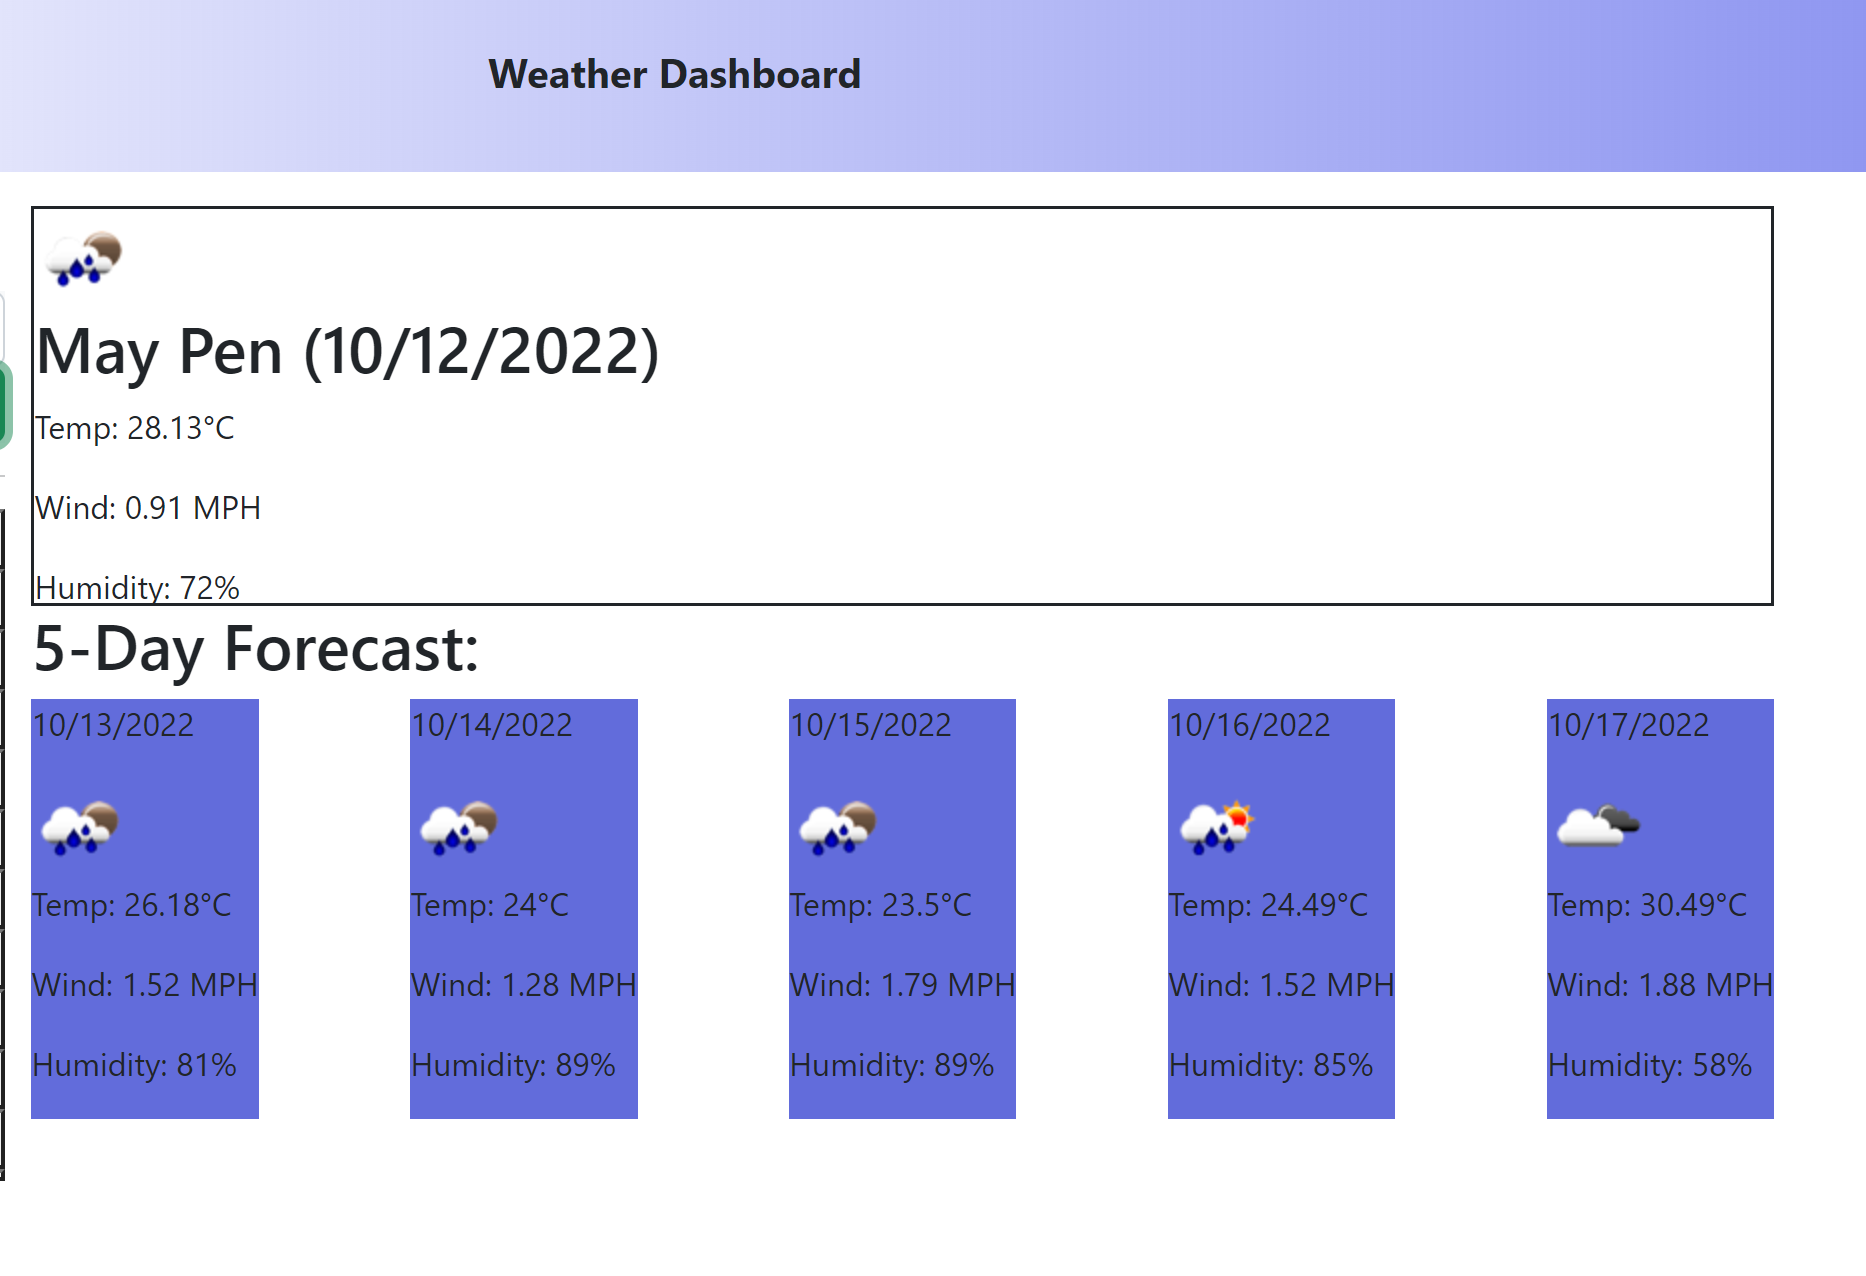 Weather Dashboard
May Pen (10/12/2022)
Temp: 28.13°C
Wind: 0.91 MPH
Humidity: 72%
5-Day Forecast:
10/13/2022
Temp: 26.18°C
Wind: 1.52 MPH
Humidity: 81%
10/14/2022
Temp: 24°C
Wind: 1.28 MPH
Humidity: 89%
10/15/2022
Temp: 23.5°C
Wind: 1.79 MPH
Humidity: 89%
10/16/2022
Temp: 24.49°C
Wind: 1.52 MPH
Humidity: 85%
10/17/2022
Temp: 30.49°C
Wind: 1.88 MPH
Humidity: 58%